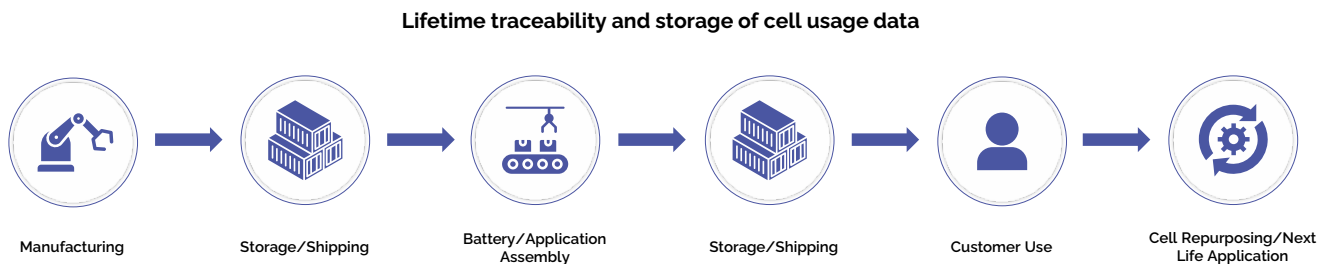 Lifetime traceability and storage of cell usage data
Manufacturing
Storage/Shipping
Battery/Application
Assembly
Storage/Shipping
Customer Use
Cell Repurposing/Next
Life Application